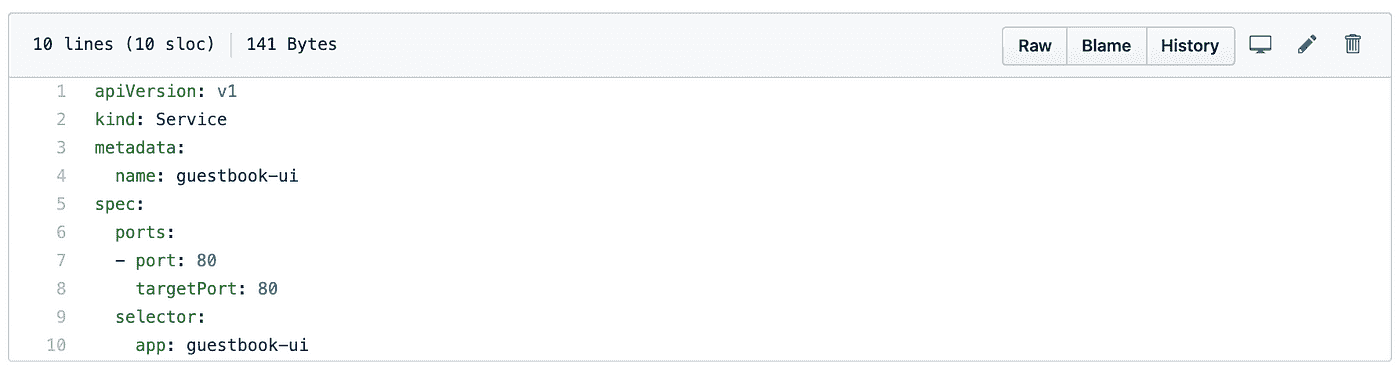 10 lines (10 sloc) 141 Bytes Raw Blame History
1 apiVersion: v1
2 kind: Service
3 metadata:
4   name: guestbook-ui
5 spec:
6   ports:
7   - port: 80
8     targetPort: 80
9   selector:
10     app: guestbook-ui